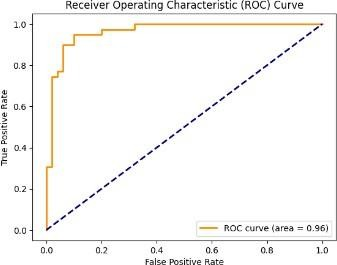 Receiver Operating Characteristic (ROC) Curve
1.0
0.8
0.6
0.4
0.2
0.0
True Positive Rate
ROC curve (area = 0.96)
0.0 0.2 0.4 0.6 0.8 1.0
False Positive Rate